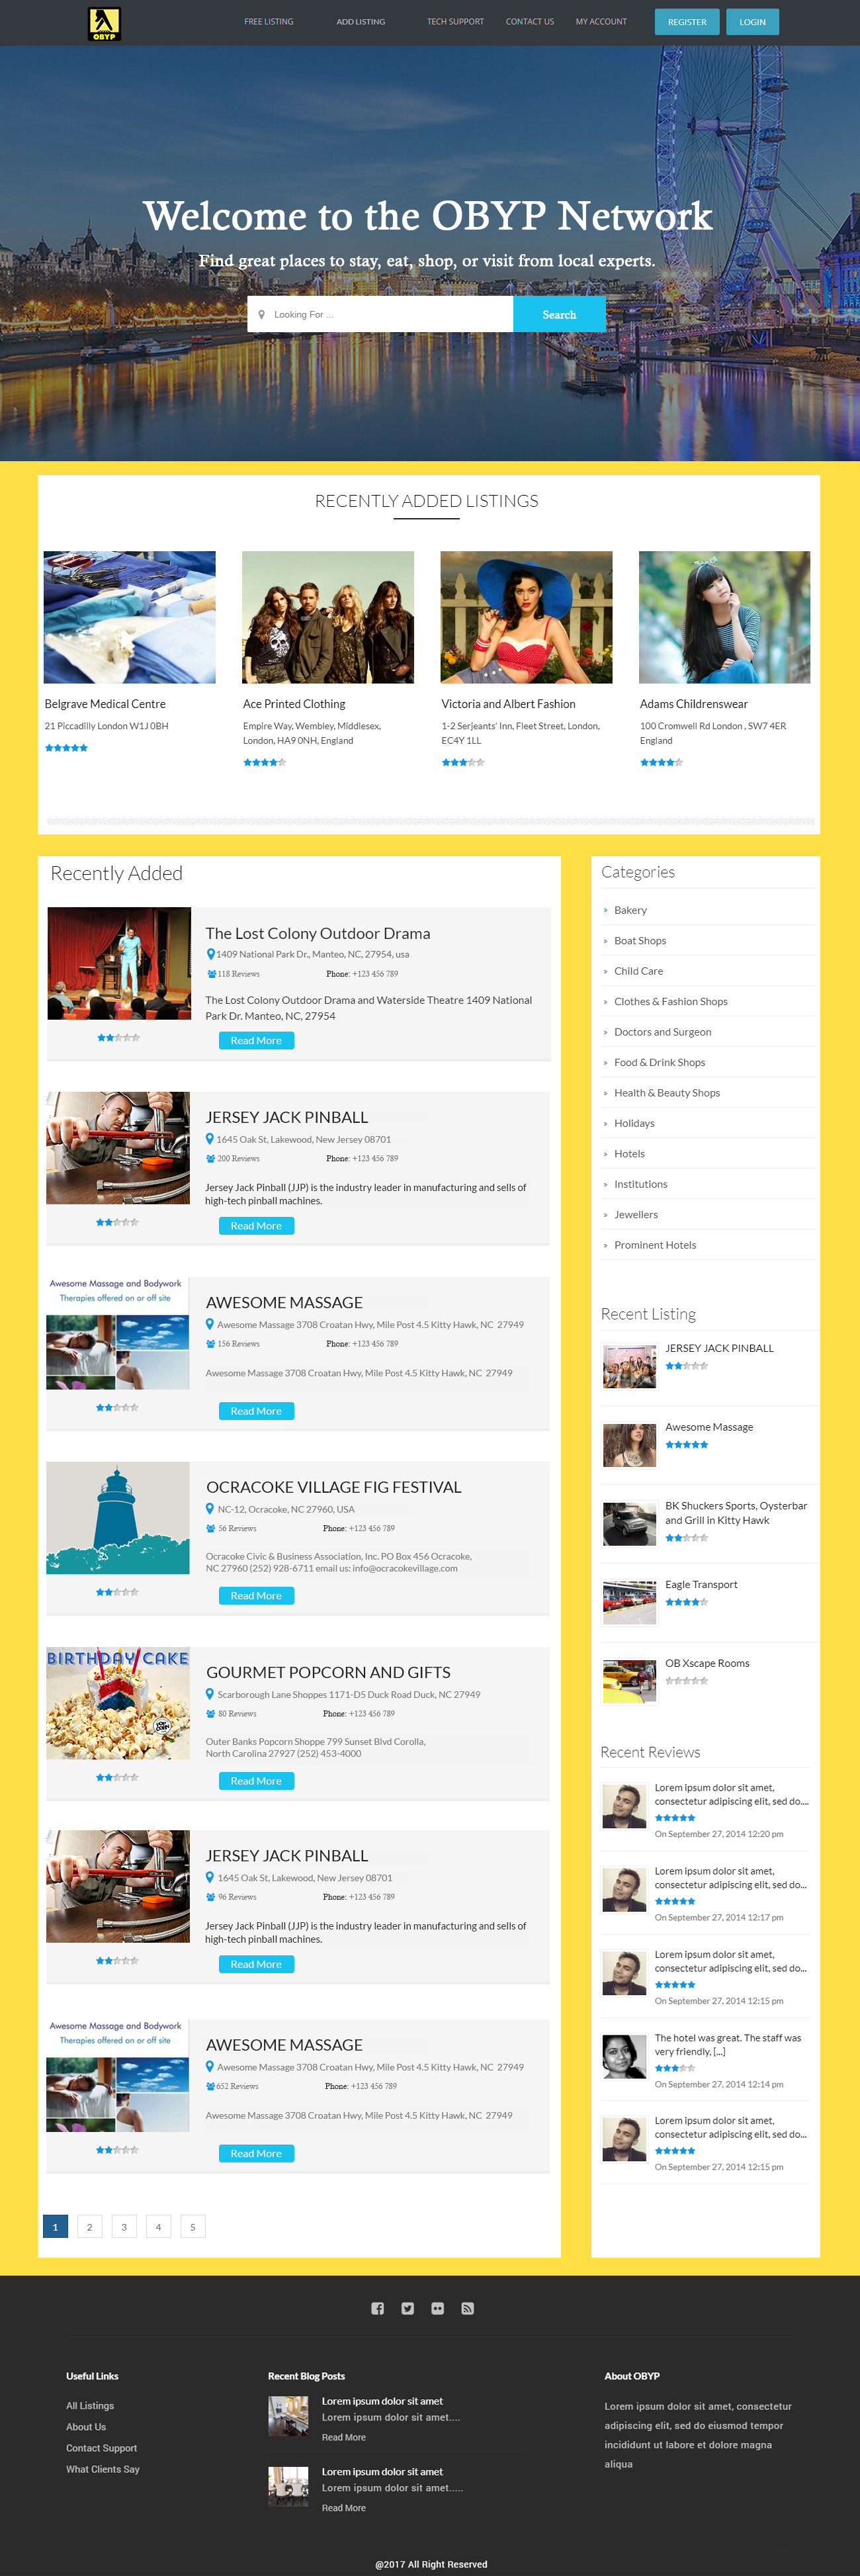 OBYP
FREE LISTING
ADD LISTING
TECH SUPPORT
CONTACT US
MY ACCOUNT
REGISTER
LOGIN
Welcome to the OBYP Network
Find great places to stay, eat, shop, or visit from local experts.
Looking For ...
Search
RECENTLY ADDED LISTINGS
Belgrave Medical Centre
21 Piccadilly London W1J 0BH
Ace Printed Clothing
Empire Way, Wembley, Middlesex,
London, HA9 0NH, England
Victoria and Albert Fashion
1-2 Serjeants' Inn, Fleet Street, London,
EC4Y 1LL
Adams Childrenswear
100 Cromwell Rd London , SW7 4ER
England
Recently Added
The Lost Colony Outdoor Drama
1409 National Park Dr., Manteo, NC, 27954, usa
118 Reviews
Phone: +123 456 789
The Lost Colony Outdoor Drama and Waterside Theatre 1409 National
Park Dr. Manteo, NC, 27954
Read More
JERSEY JACK PINBALL
1645 Oak St, Lakewood, New Jersey 08701
200 Reviews
Phone: +123 456 789
Jersey Jack Pinball (JJP) is the industry leader in manufacturing and sells of
high-tech pinball machines.
Read More
Awesome Massage and Bodywork
Therapies offered on or off site
AWESOME MASSAGE
Awesome Massage 3708 Croatan Hwy, Mile Post 4.5 Kitty Hawk, NC 27949
156 Reviews
Phone: +123 456 789
Awesome Massage 3708 Croatan Hwy, Mile Post 4.5 Kitty Hawk, NC 27949
Read More
OCRACOKE VILLAGE FIG FESTIVAL
NC-12, Ocracoke, NC 27960, USA
56 Reviews
Phone: +123 456 789
Ocracoke Civic & Business Association, Inc. PO Box 456 Ocracoke,
NC 27960 (252) 928-6711 email us: info@ocracokevillage.com
Read More
BIRTHDAY CAKE
POP CORN
GOURMET POPCORN AND GIFTS
Scarborough Lane Shoppes 1171-D5 Duck Road Duck, NC 27949
80 Reviews
Phone: +123 456 789
Outer Banks Popcorn Shoppe 799 Sunset Blvd Corolla,
North Carolina 27927 (252) 453-4000
Read More
JERSEY JACK PINBALL
1645 Oak St, Lakewood, New Jersey 08701
96 Reviews
Phone: +123 456 789
Jersey Jack Pinball (JJP) is the industry leader in manufacturing and sells of
high-tech pinball machines.
Read More
Awesome Massage and Bodywork
Therapies offered on or off site
AWESOME MASSAGE
Awesome Massage 3708 Croatan Hwy, Mile Post 4.5 Kitty Hawk, NC 27949
652 Reviews
Phone: +123 456 789
Awesome Massage 3708 Croatan Hwy, Mile Post 4.5 Kitty Hawk, NC 27949
Read More
1
2
3
4
5
Categories
Bakery
Boat Shops
Child Care
Clothes & Fashion Shops
Doctors and Surgeon
Food & Drink Shops
Health & Beauty Shops
Holidays
Hotels
Institutions
Jewellers
Prominent Hotels
Recent Listing
JERSEY JACK PINBALL
Awesome Massage
BK Shuckers Sports, Oysterbar
and Grill in Kitty Hawk
Eagle Transport
OB Xscape Rooms
Recent Reviews
Lorem ipsum dolor sit amet,
consectetur adipiscing elit, sed do....
On September 27, 2014 12:20 pm
Lorem ipsum dolor sit amet,
consectetur adipiscing elit, sed do...
On September 27, 2014 12:17 pm
Lorem ipsum dolor sit amet,
consectetur adipiscing elit, sed do...
On September 27, 2014 12:15 pm
The hotel was great. The staff was
very friendly, [...]
On September 27, 2014 12:14 pm
Lorem ipsum dolor sit amet,
consectetur adipiscing elit, sed do...
On September 27, 2014 12:15 pm
Useful Links
All Listings
About Us
Contact Support
What Clients Say
Recent Blog Posts
Lorem ipsum dolor sit amet
Lorem ipsum dolor sit amet....
Read More
Lorem ipsum dolor sit amet
Lorem ipsum dolor sit amet.....
Read More
About OBYP
Lorem ipsum dolor sit amet, consectetur
adipiscing elit, sed do eiusmod tempor
incididunt ut labore et dolore magna
aliqua
@2017 All Right Reserved